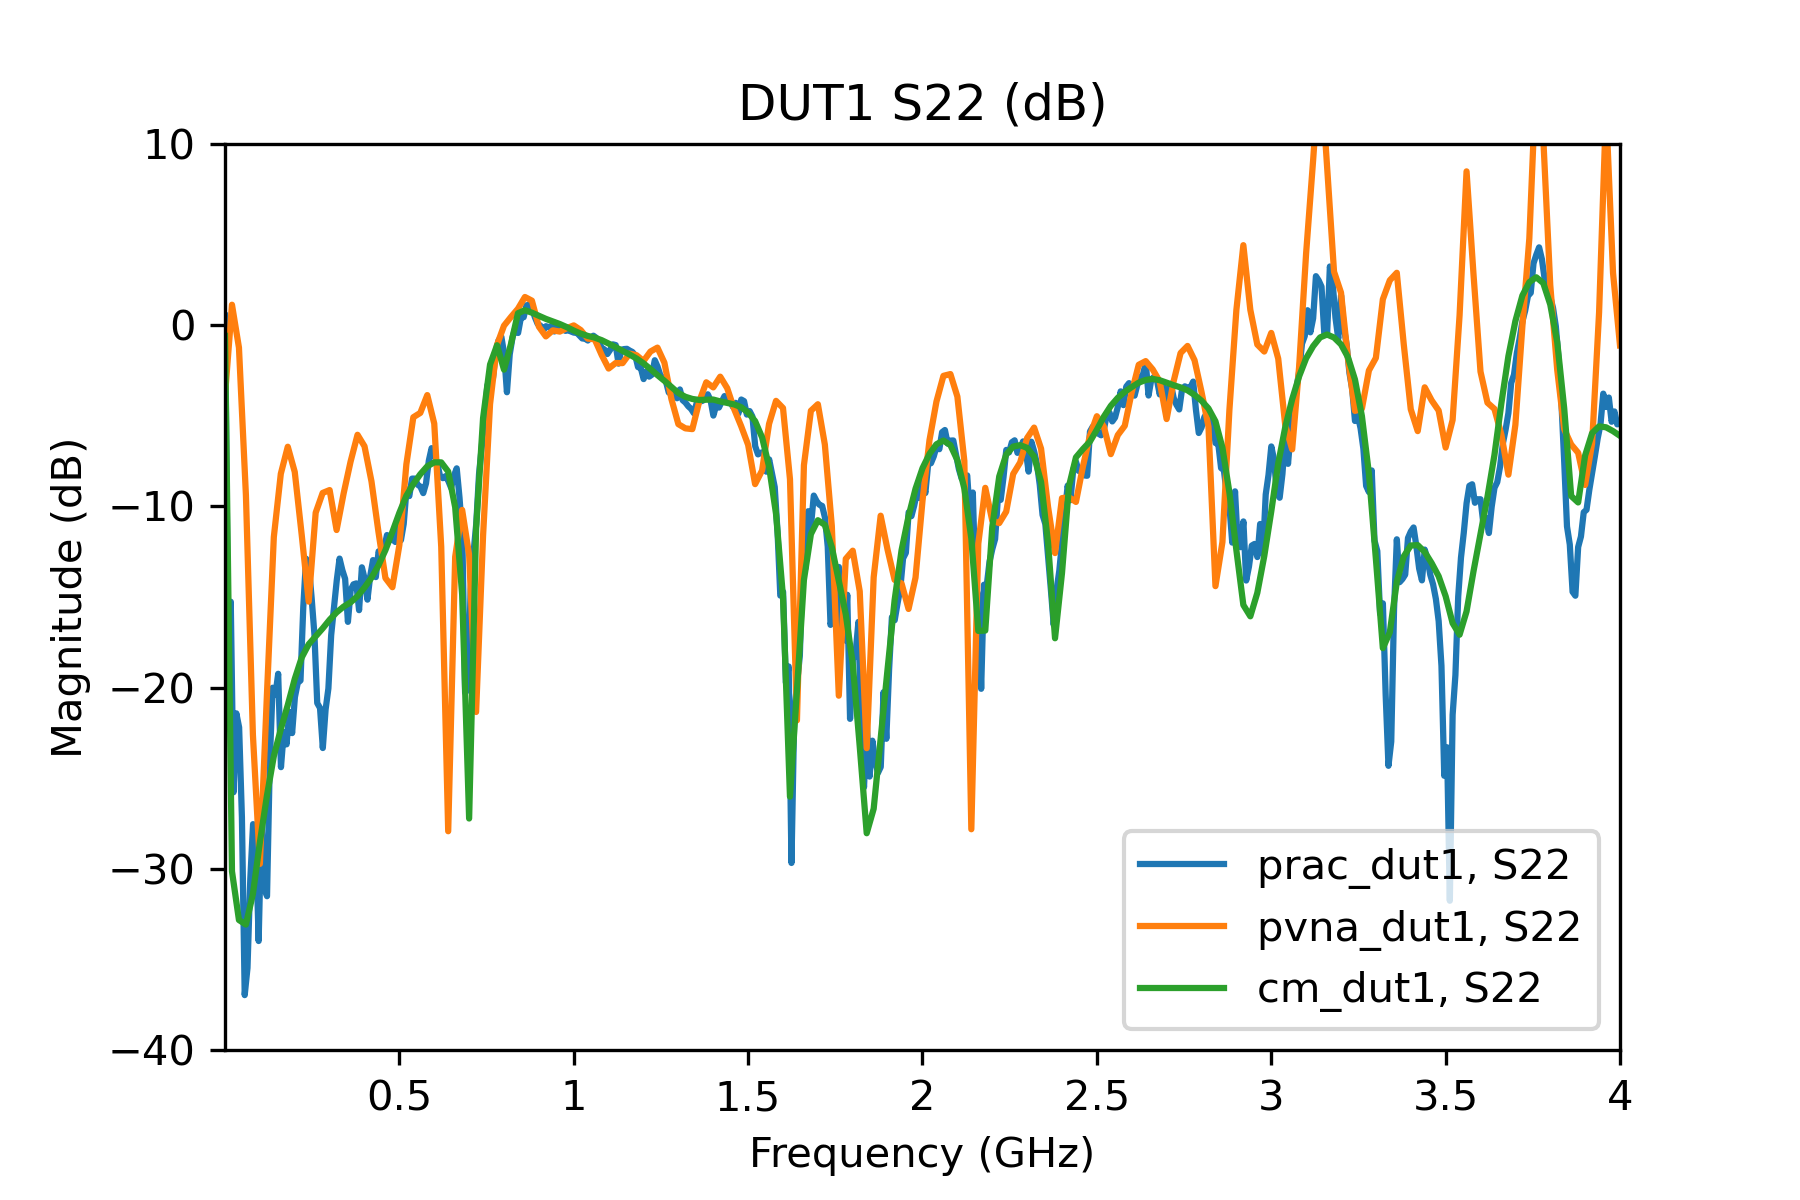 DUT1 S22 (dB)
10
0
−10
−20
−30
−40
Magnitude (dB)
0.5 1 1.5 2 2.5 3 3.5 4
Frequency (GHz)
prac_dut1, S22
pvna_dut1, S22
cm_dut1, S22